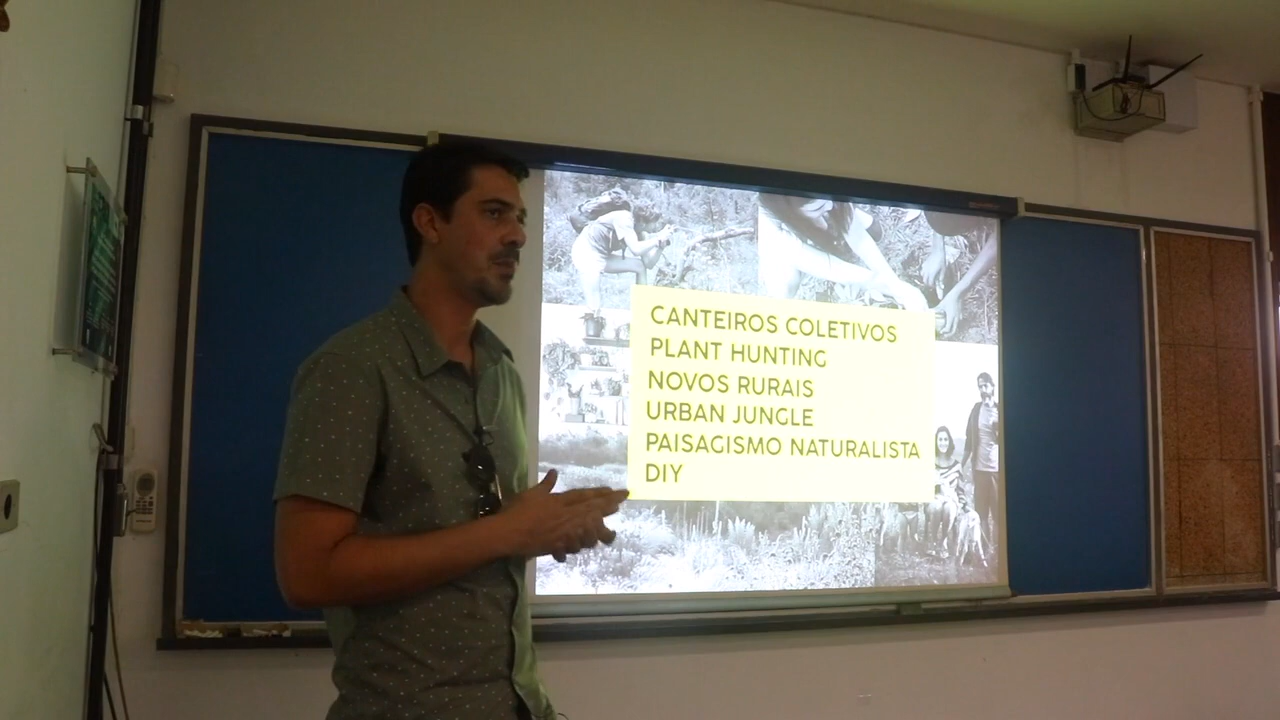 CANTEIROS COLETIVOS
PLANT HUNTING
NOVOS RURAIS
URBAN JUNGLE
PAISAGISMO NATURALISTA
DIY